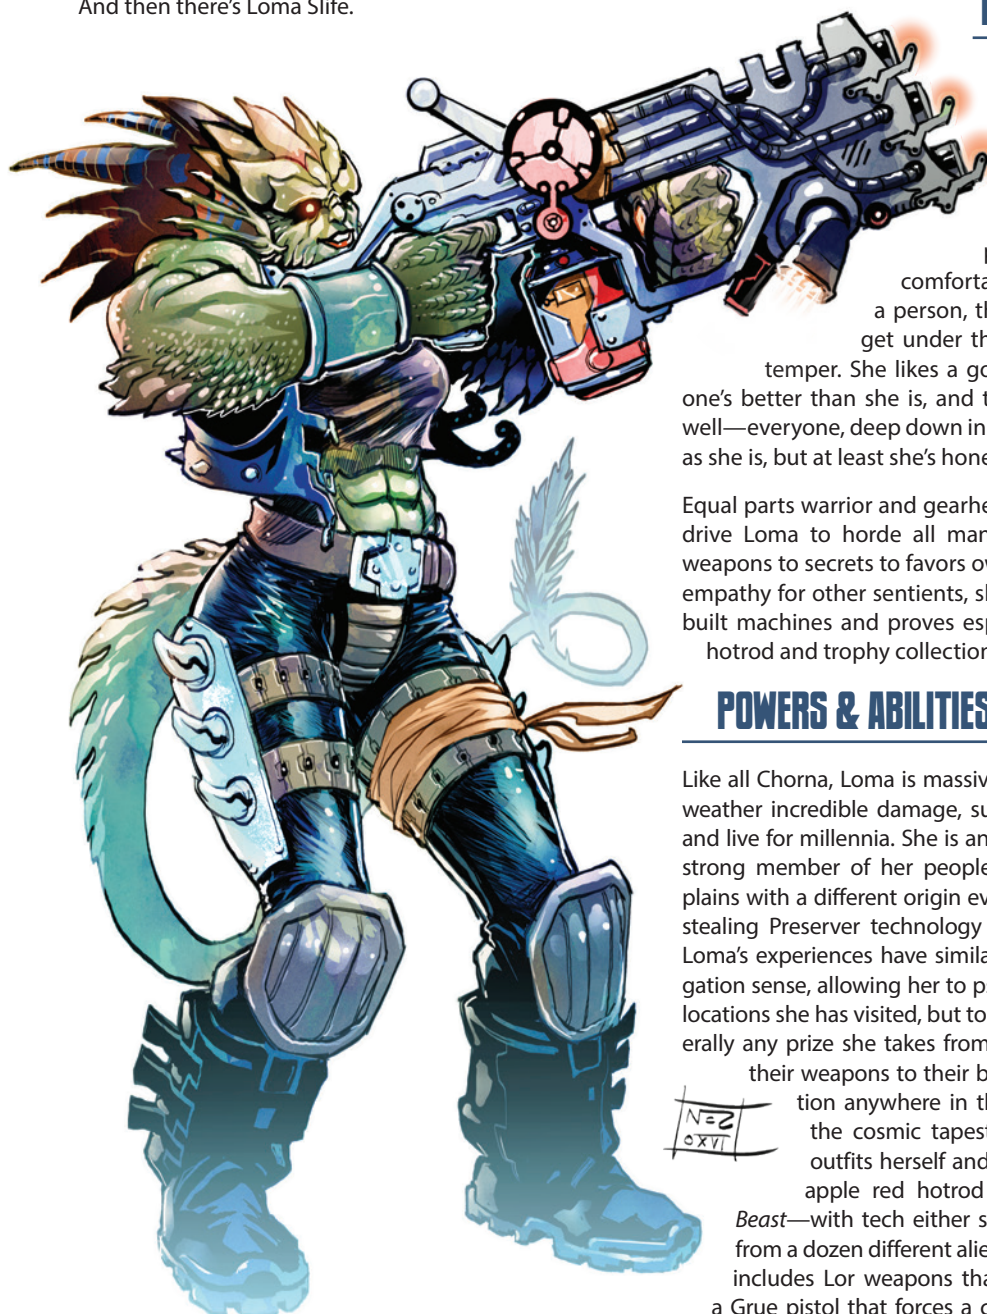 And then there's Loma Slife.
comforta
a person, th
get under th
temper. She likes a go
one's better than she is, and t
well—everyone, deep down in
as she is, but at least she's hone
Equal parts warrior and gearhe
drive Loma to horde all man
weapons to secrets to favors ov
empathy for other sentients, sl
built machines and proves esp
hotrod and trophy collection
POWERS & ABILITIES
Like all Chorna, Loma is massiv
weather incredible damage, su
and live for millennia. She is an
strong member of her people
plains with a different origin ev
stealing Preserver technology
Loma's experiences have simila
gation sense, allowing her to ps
locations she has visited, but to
erally any prize she takes from
their weapons to their b
tion anywhere in th
the cosmic tapest
outfits herself and
apple red hotrod
Beast—with tech either s
from a dozen different alie
includes Lor weapons tha
a Grue pistol that forces a c